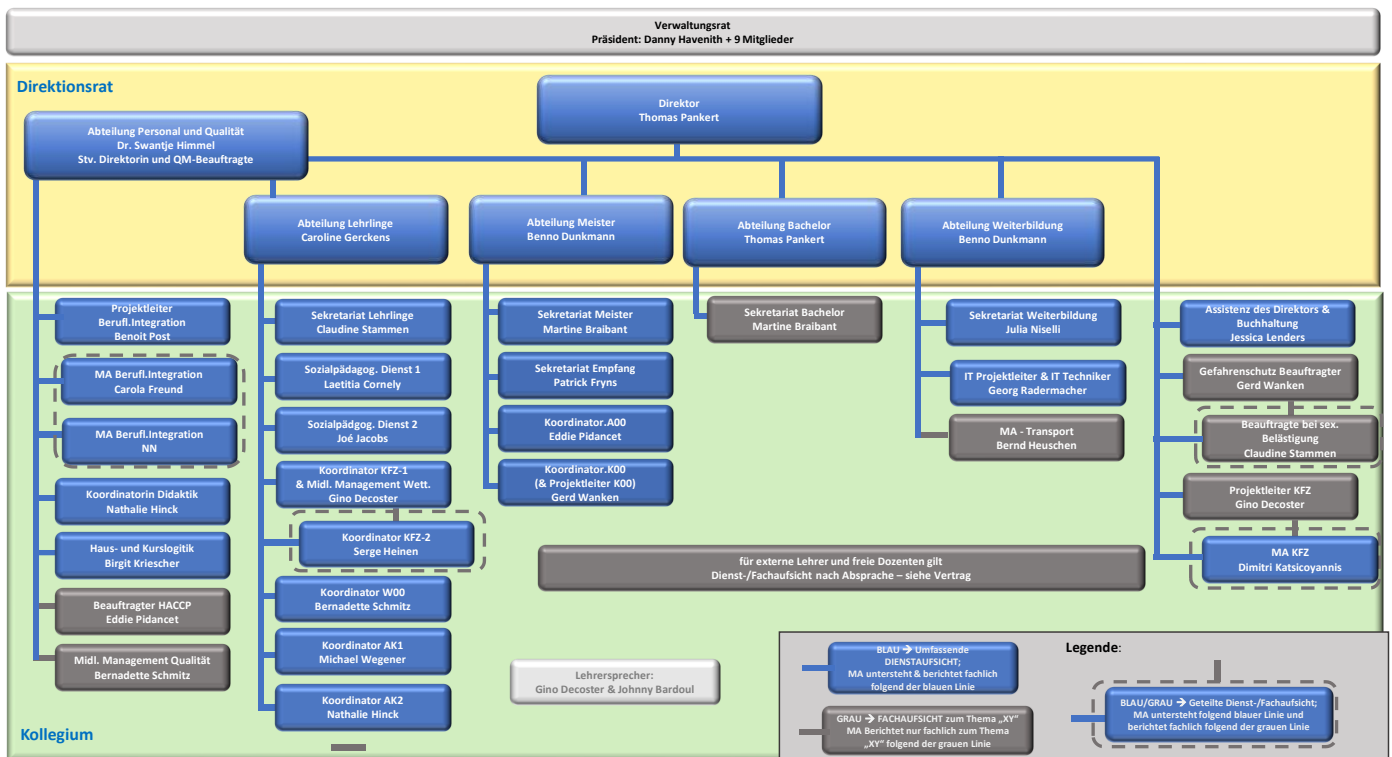 Verwaltungsrat
Präsident: Danny Havenith + 9 Mitglieder
Direktionsrat
Direktor
Thomas Pankert
Abteilung Personal und Qualität
Dr. Swantje Himmel
Stv. Direktorin und QM-Beauftragte
Abteilung Lehrlinge
Caroline Gerckens
Abteilung Meister
Benno Dunkmann
Abteilung Bachelor
Thomas Pankert
Abteilung Weiterbildung
Benno Dunkmann
Projektleiter
Berufl.Integration
Benoit Post
MA Berufl.Integration
Carola Freund
MA Berufl.Integration
NN
Koordinatorin Didaktik
Nathalie Hinck
Haus- und Kurslogitik
Birgit Kriescher
Beauftragter HACCP
Eddie Pidancet
Midl. Management Qualität
Bernadette Schmitz
Sekretariat Lehrlinge
Claudine Stammen
Sozialpädagog. Dienst 1
Laetitia Cornely
Sozialpädgog. Dienst 2
Joé Jacobs
Koordinator KFZ-1
& Midl. Management Wett.
Gino Decoster
Koordinator KFZ-2
Serge Heinen
Koordinator W00
Bernadette Schmitz
Koordinator AK1
Michael Wegener
Koordinator AK2
Nathalie Hinck
Sekretariat Meister
Martine Braibant
Sekretariat Empfang
Patrick Fryns
Koordinator.A00
Eddie Pidancet
Koordinator.K00
(& Projektleiter K00)
Gerd Wanken
Sekretariat Bachelor
Martine Braibant
Sekretariat Weiterbildung
Julia Niselli
IT Projektleiter & IT Techniker
Georg Radermacher
MA - Transport
Bernd Heuschen
Assistenz des Direktors &
Buchhaltung
Jessica Lenders
Gefahrenschutz Beauftragter
Gerd Wanken
Beauftragte bei sex.
Belästigung
Claudine Stammen
Projektleiter KFZ
Gino Decoster
MA KFZ
Dimitri Katsicoyannis
für externe Lehrer und freie Dozenten gilt
Dienst-/Fachaufsicht nach Absprache – siehe Vertrag
Lehrersprecher:
Gino Decoster & Johnny Bardoul
Kollegium
Legende:
BLAU → Umfassende
DIENSTAUFSICHT;
MA untersteht & berichtet fachlich
folgend der blauen Linie
GRAU → FACHAUFSICHT zum Thema „XY"
MA Berichtet nur fachlich zum Thema
„XY" folgend der grauen Linie
BLAU/GRAU → Geteilte Dienst-/Fachaufsicht;
MA untersteht folgend blauer Linie und
berichtet fachlich folgend der grauen Linie